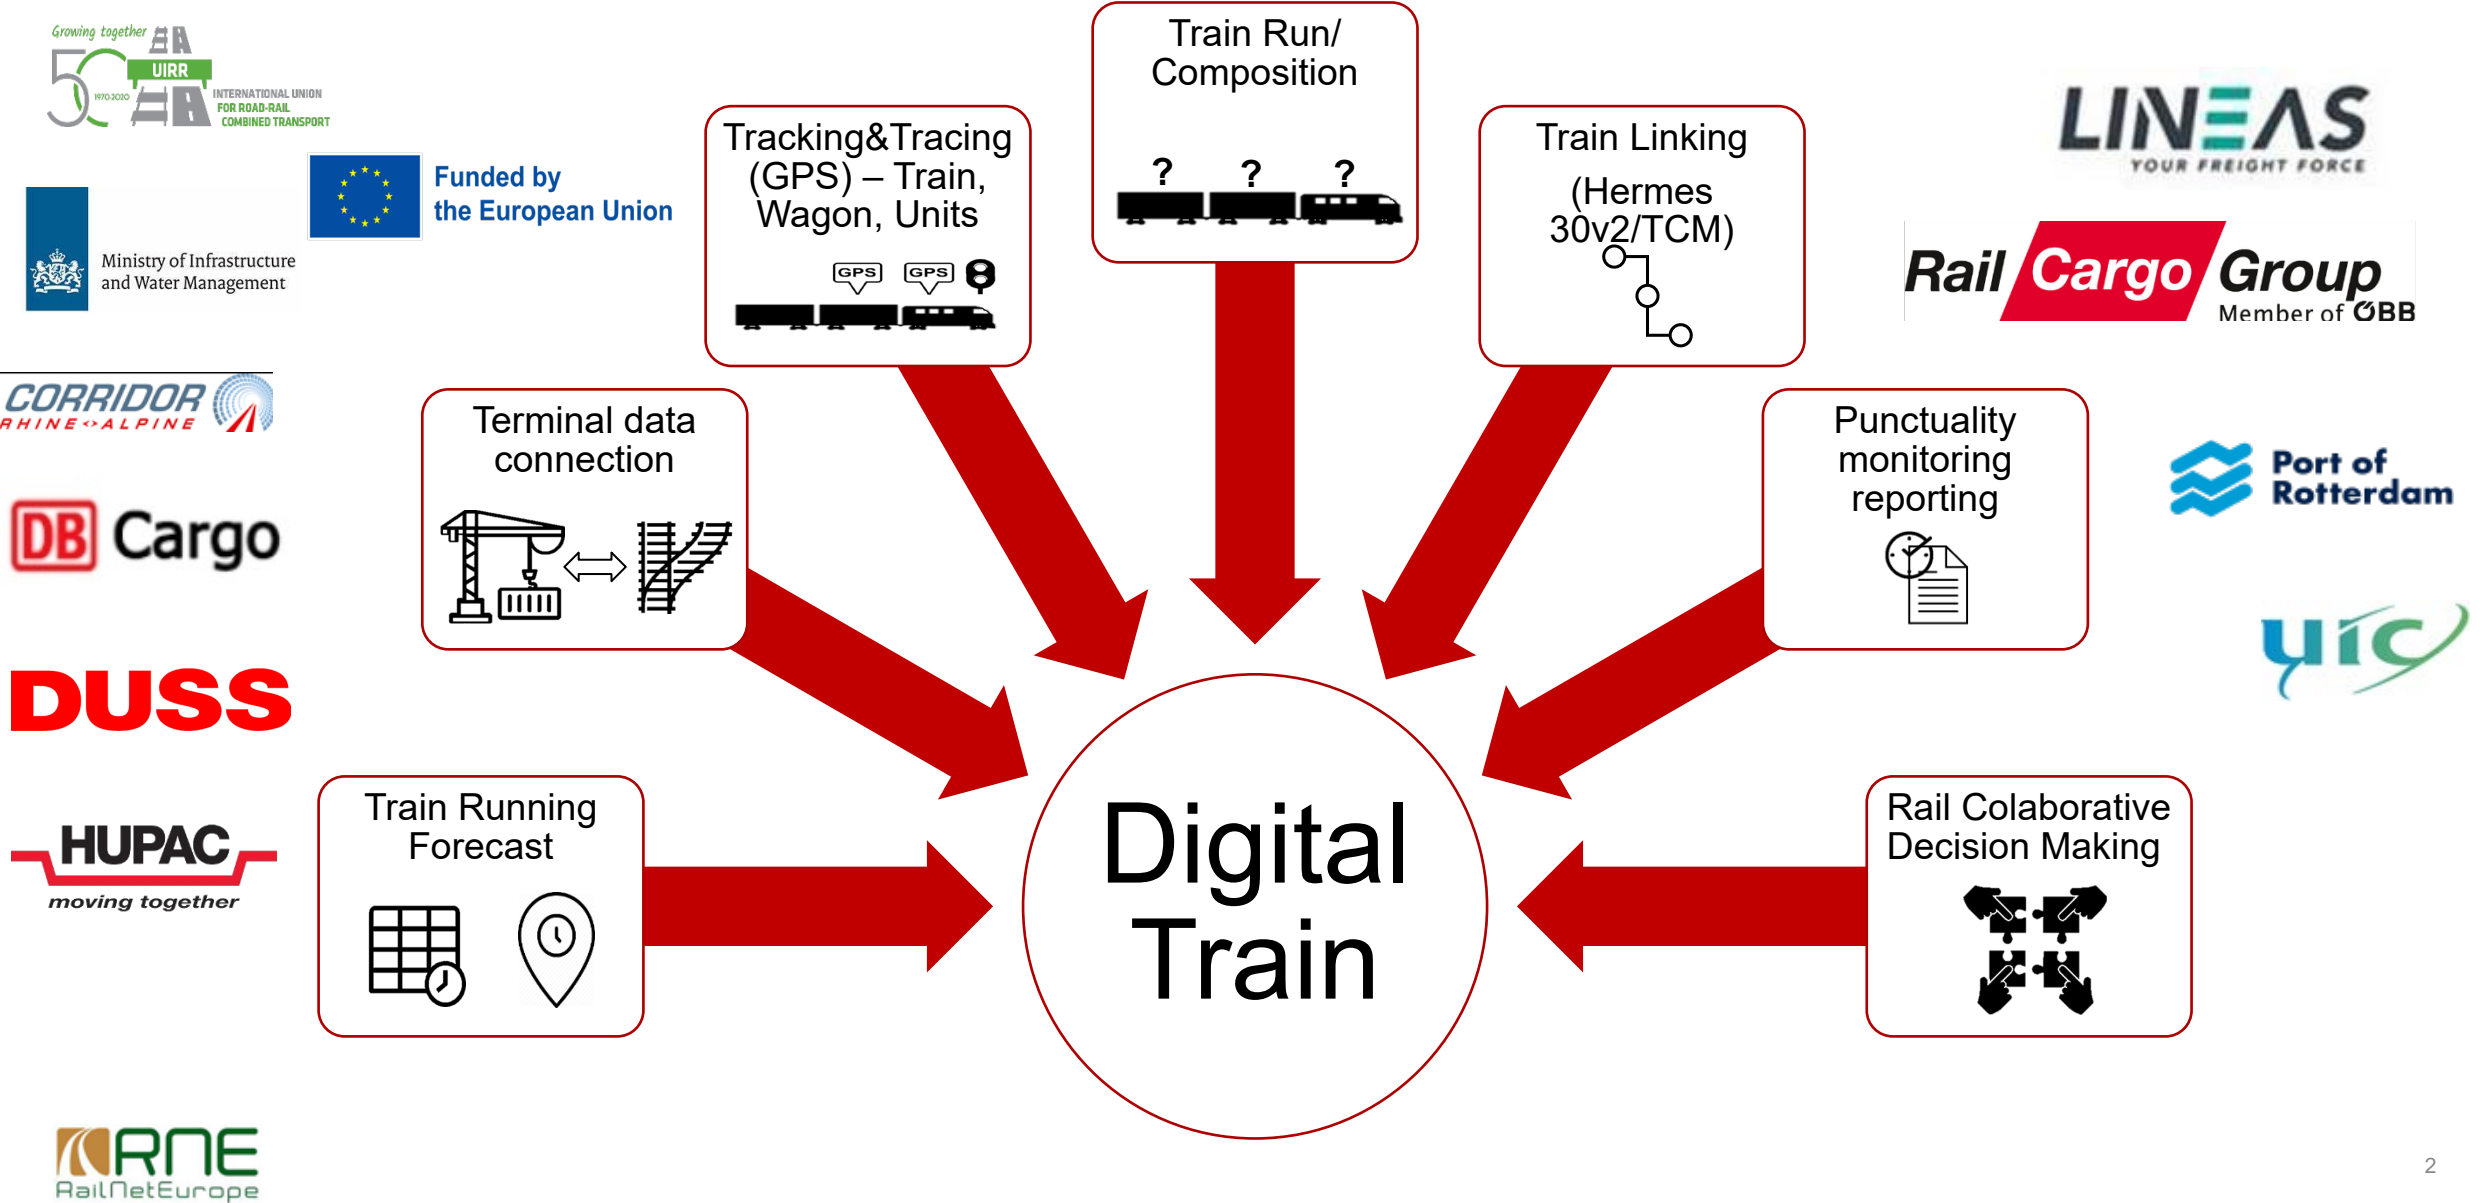 Growing together
50
UIRR
1970-2020
INTERNATIONAL UNION
FOR ROAD-RAIL
COMBINED TRANSPORT
Funded by
the European Union
Ministry of Infrastructure
and Water Management
CORRIDOR
RHINE<>ALPINE
DB Cargo
DUSS
HUPAC
moving together
RNE
RailNetEurope
Train Running
Forecast
Terminal data
connection
Tracking&Tracing
(GPS) – Train,
Wagon, Units
GPS GPS
Train Run/
Composition
? ? ?
Train Linking
(Hermes
30v2/TCM)
Punctuality
monitoring
reporting
Rail Colaborative
Decision Making
Digital
Train
LINEAS
YOUR FREIGHT FORCE
Rail Cargo Group
Member of ÖBB
Port of
Rotterdam
uic
2